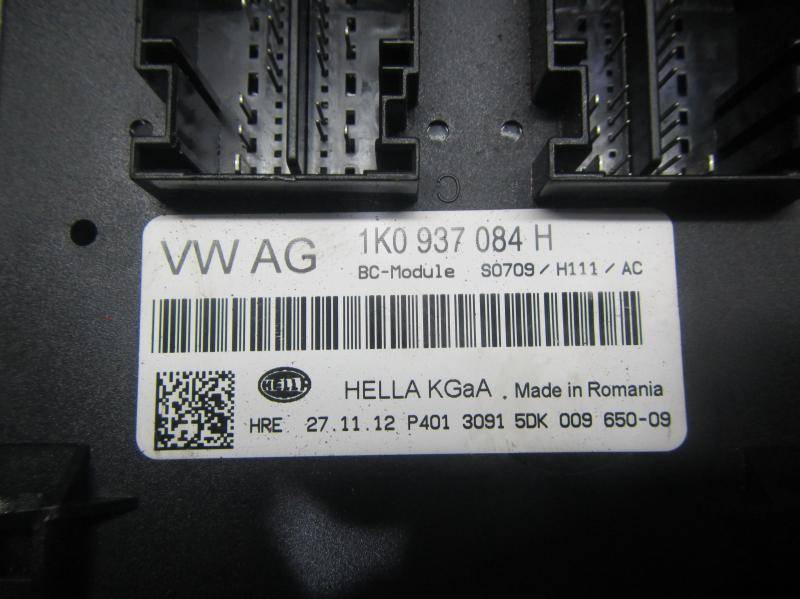 VW AG 1K0 937 084 H
BC-Module S0709/H111/AC
HELLA HELLA KGaA . Made in Romania
HRE 27.11.12 P401 3091 5DK 009 650-09
C